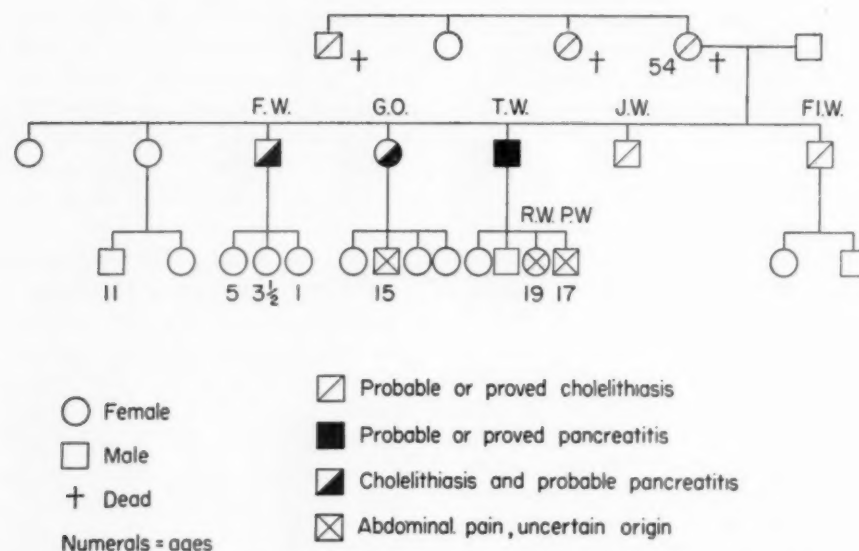 54
F.W. G.O. T.W. J.W. Fl.W.
R.W. P.W
11 5 3½ 1 15 19 17
Female
Male
† Dead
Numerals = ages
Probable or proved cholelithiasis
Probable or proved pancreatitis
Cholelithiasis and probable pancreatitis
Abdominal pain, uncertain origin